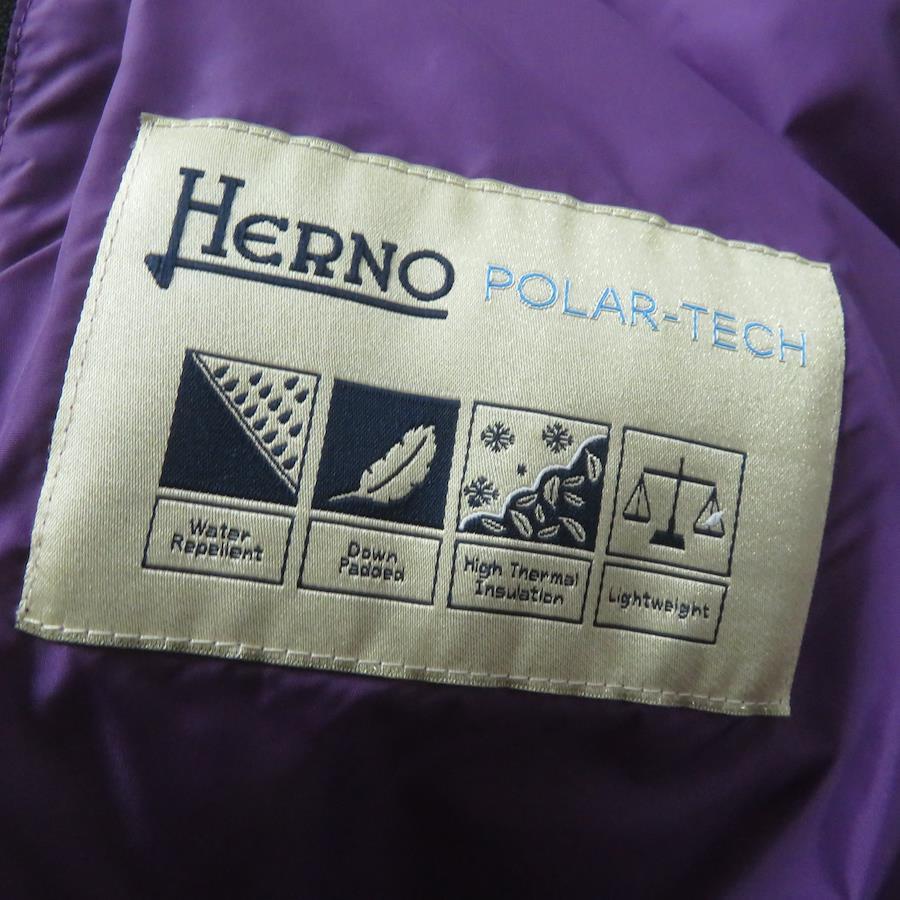 HERNO POLAR-TECH
Water
Repellent
Down
Padded
High Thermal
Insulation
Lightweight